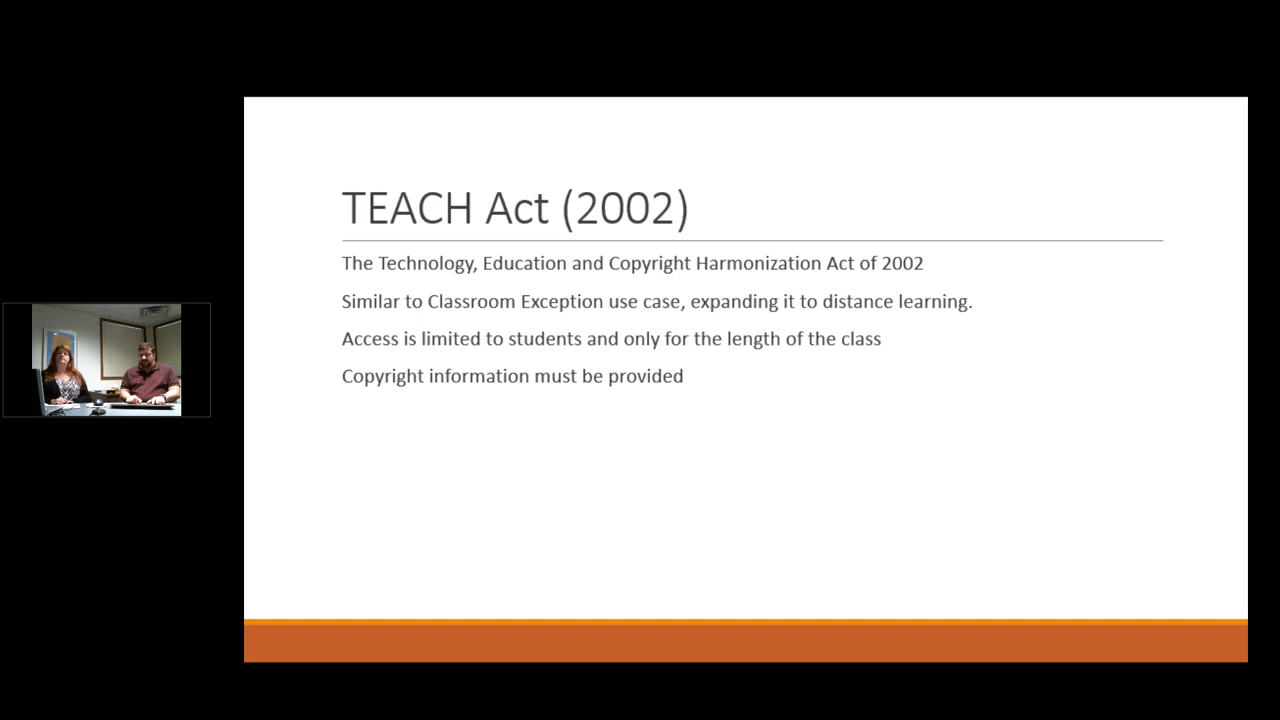 TEACH Act (2002)
The Technology, Education and Copyright Harmonization Act of 2002
Similar to Classroom Exception use case, expanding it to distance learning.
Access is limited to students and only for the length of the class
Copyright information must be provided